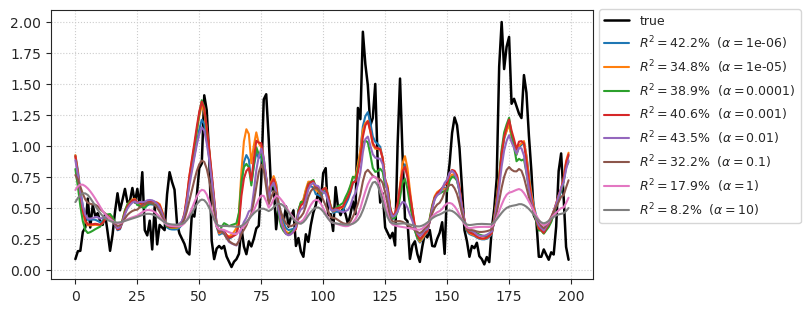 2.00
1.75
1.50
1.25
1.00
0.75
0.50
0.25
0.00
0 25 50 75 100 125 150 175 200
true
R² = 42.2% (α = 1e-06)
R² = 34.8% (α = 1e-05)
R² = 38.9% (α = 0.0001)
R² = 40.6% (α = 0.001)
R² = 43.5% (α = 0.01)
R² = 32.2% (α = 0.1)
R² = 17.9% (α = 1)
R² = 8.2% (α = 10)